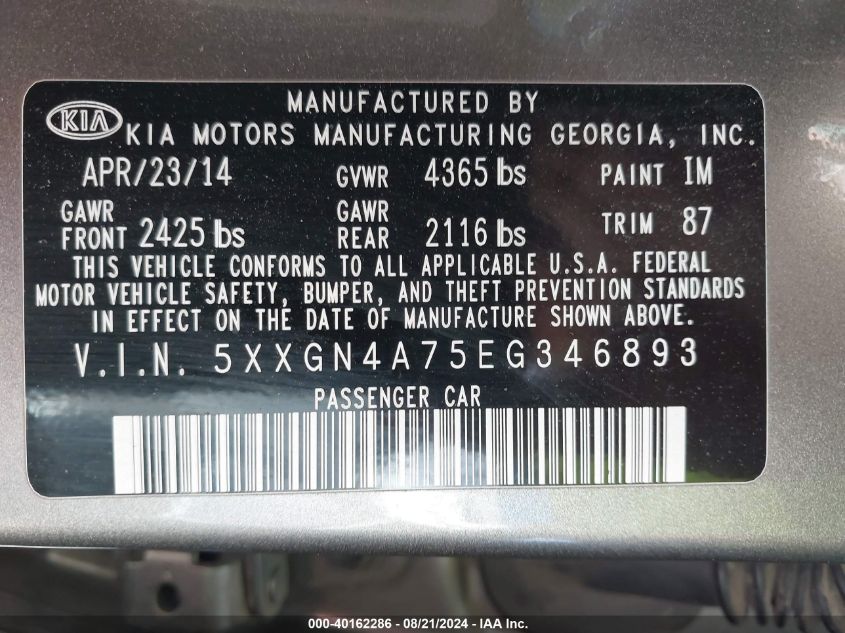 MANUFACTURED BY
KIA KIA MOTORS MANUFACTURING GEORGIA, INC.
APR/23/14 GVWR 4365 lbs PAINT IM
GAWR FRONT 2425 lbs GAWR REAR 2116 lbs TRIM 87
THIS VEHICLE CONFORMS TO ALL APPLICABLE U.S.A. FEDERAL
MOTOR VEHICLE SAFETY, BUMPER, AND THEFT PREVENTION STANDARDS
IN EFFECT ON THE DATE OF MANUFACTURE SHOWN ABOVE.
V.I.N. 5XXGN4A75EG346893
PASSENGER CAR
000-40162286 - 08/21/2024 - IAA Inc.